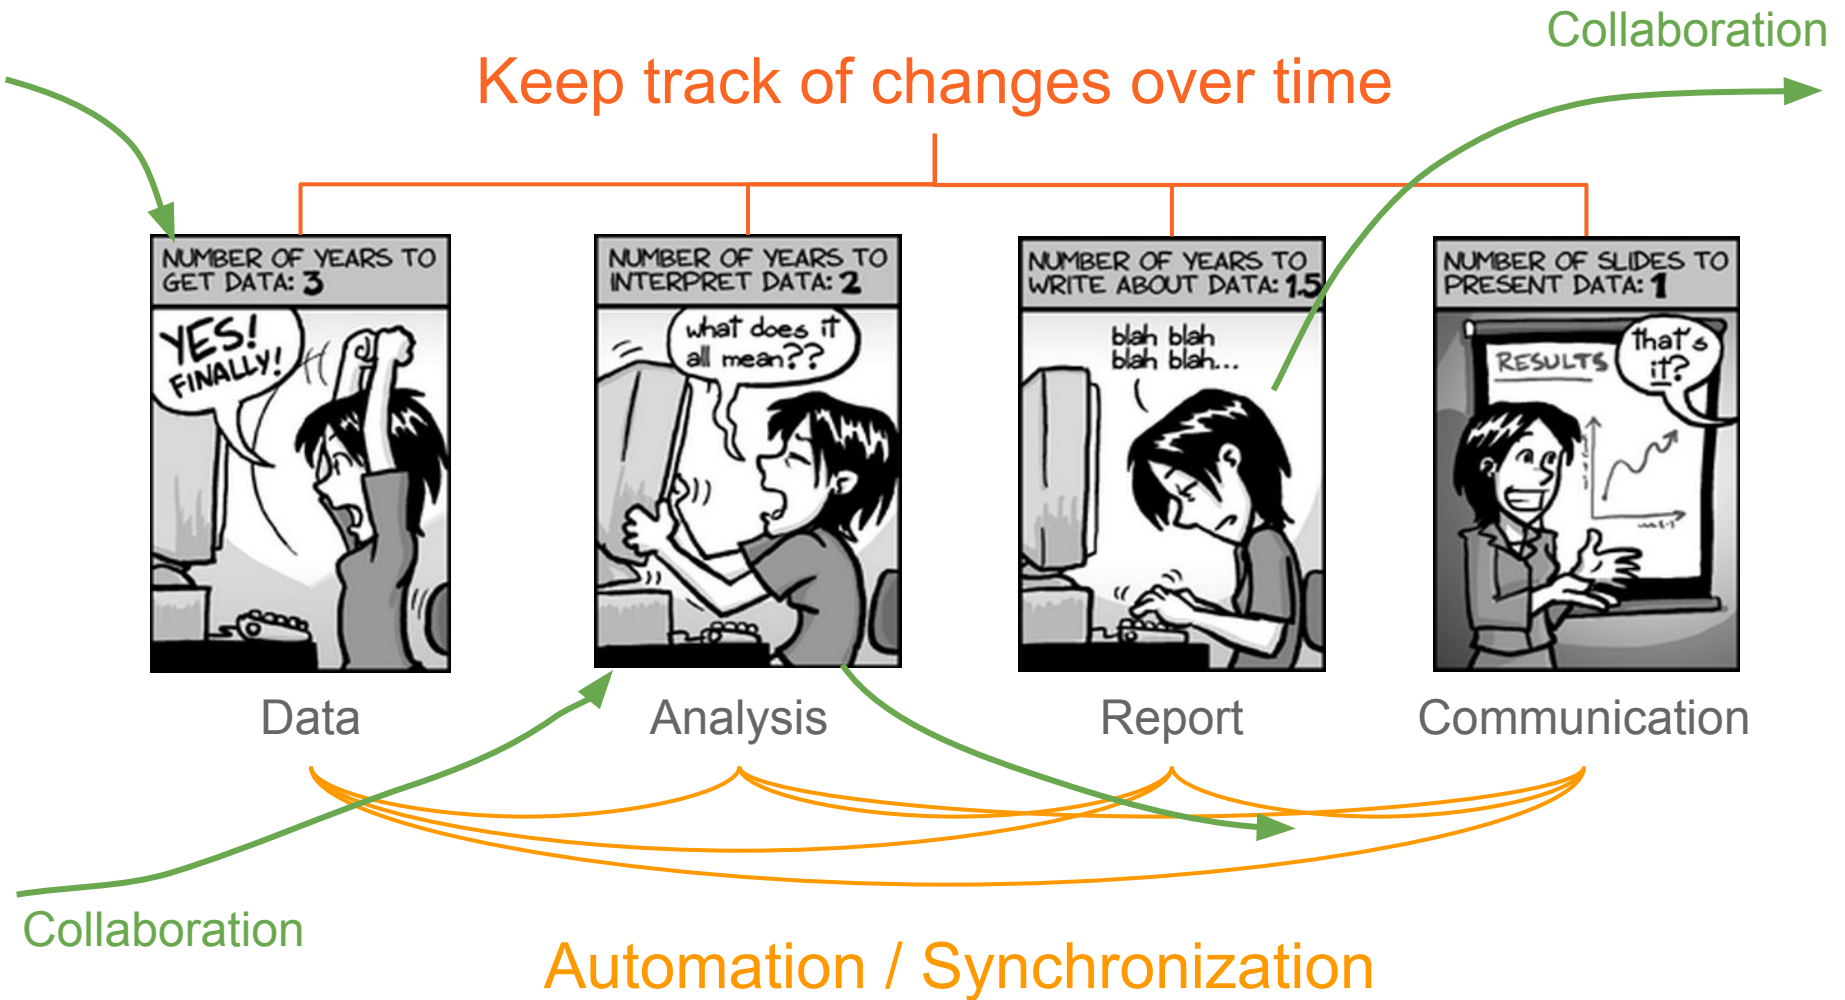 Collaboration
Keep track of changes over time
NUMBER OF YEARS TO
GET DATA: 3
YES!
FINALLY!
NUMBER OF YEARS TO
INTERPRET DATA: 2
what does it
all mean??
NUMBER OF YEARS TO
WRITE ABOUT DATA: 1.5
blah blah
blah blah...
NUMBER OF SLIDES TO
PRESENT DATA: 1
that's
it?
RESULTS
Data
Analysis
Report
Communication
Collaboration
Automation / Synchronization